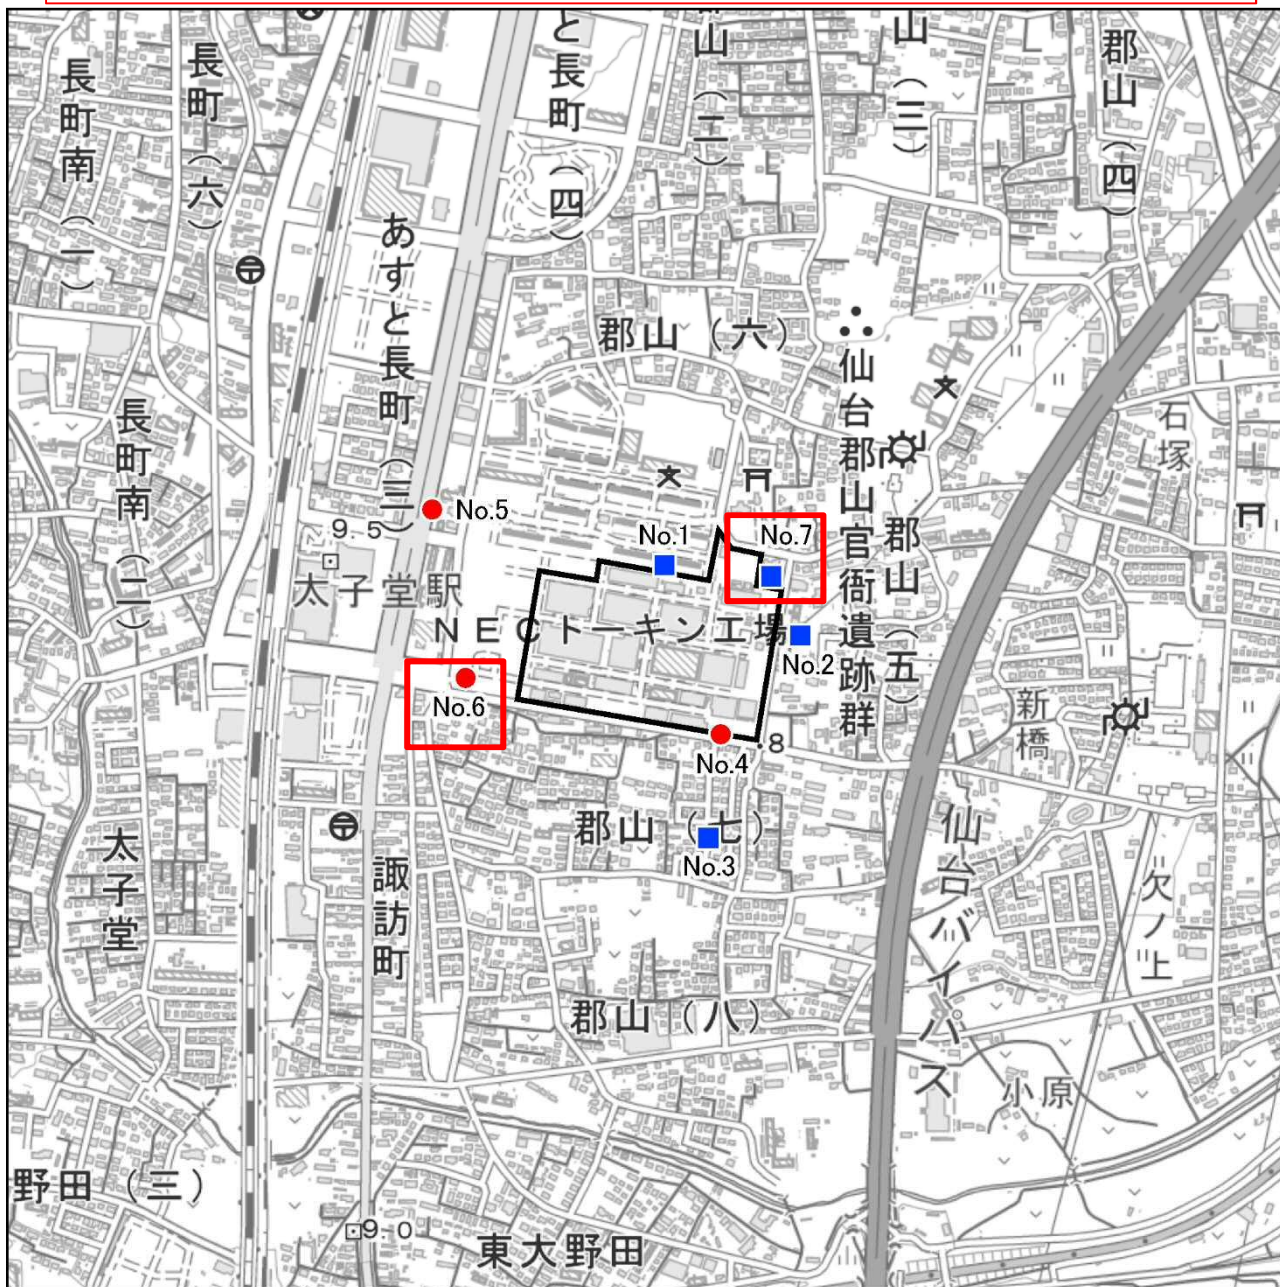 長町南（一）
長町（六）
あすと長町（三）
と長町（四）
郡山（二）
山（三）
郡山（四）
郡山（六）
仙台郡山官衙遺跡群
石塚
長町南（二）
No.5
9.5
太子堂駅
No.1
No.7
郡山（五）
NECトーキン工場
No.2
No.6
新橋
No.4
.8
郡山（七）
No.3
太子堂
諏訪町
仙台バイパス
欠ノ上
郡山（八）
小原
野田（三）
9.0
東大野田